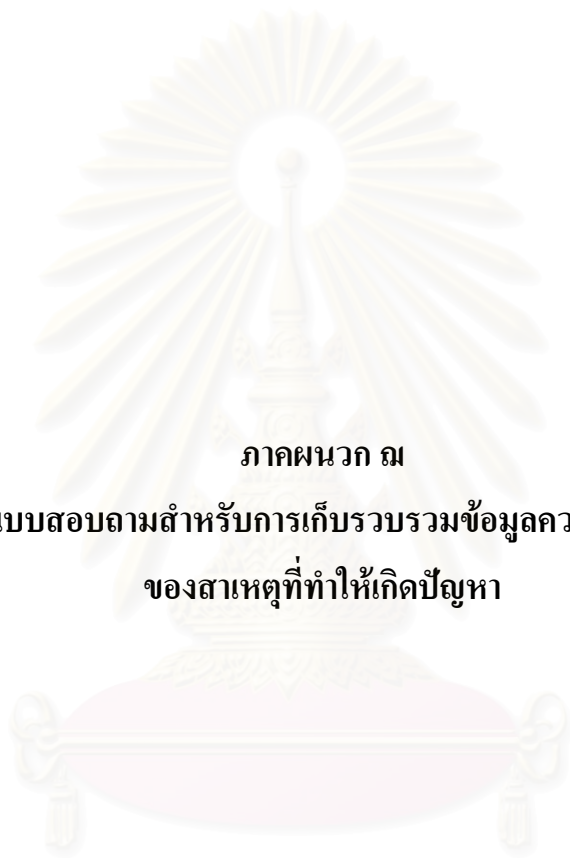 ภาคผนวก ฌ
แบบสอบถามสำหรับการเก็บรวบรวมข้อมูล
ของสาเหตุที่ทำให้เกิดปัญหา